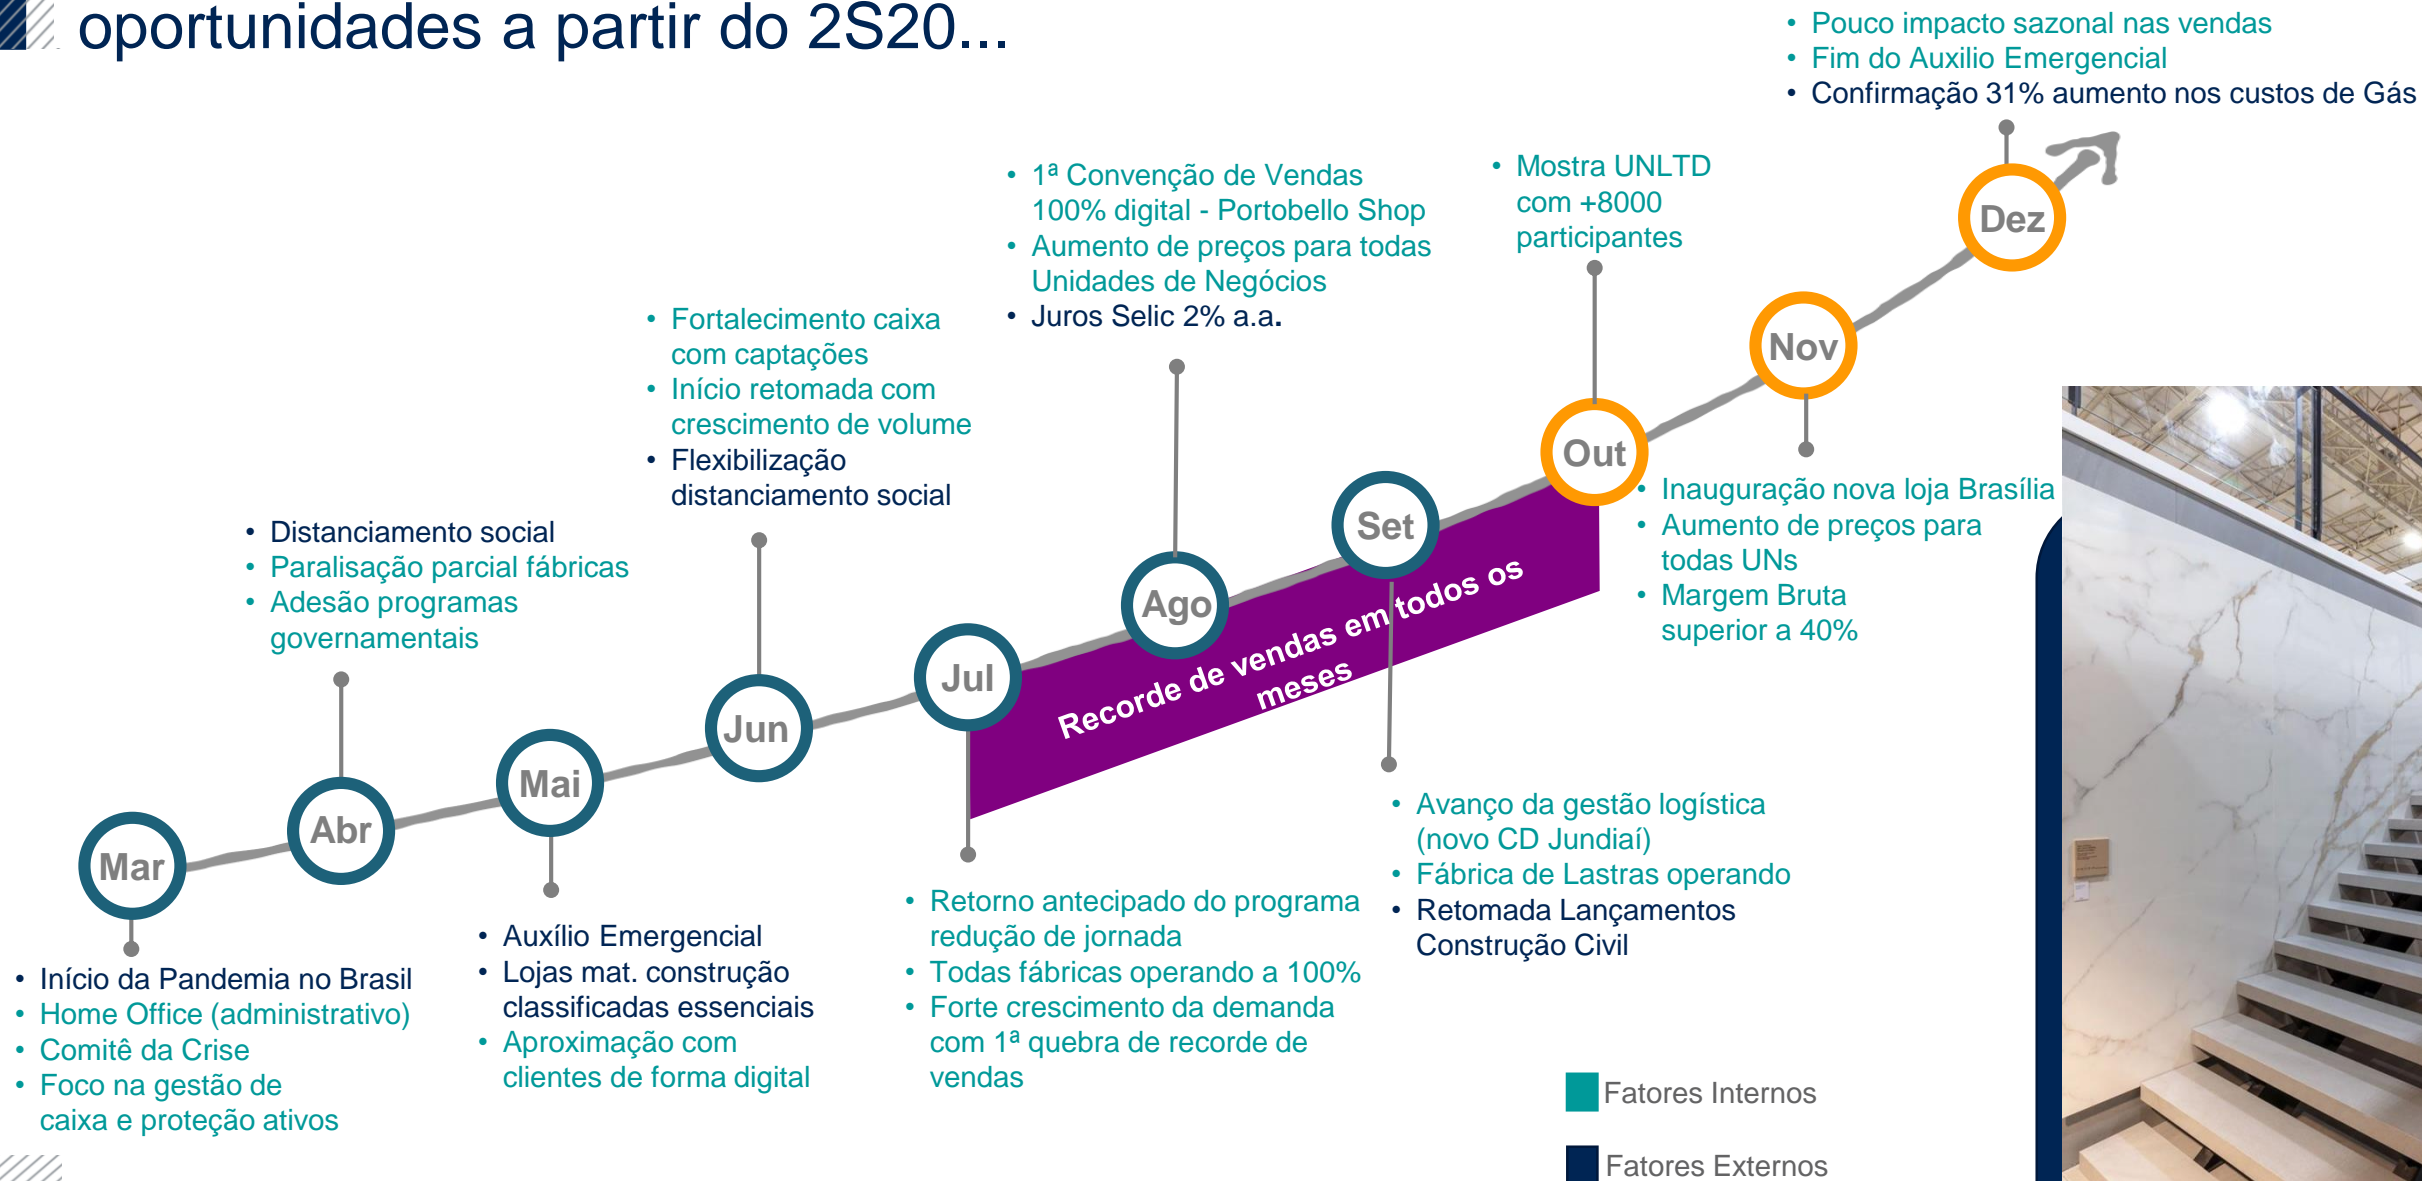 oportunidades a partir do 2S20...
• Pouco impacto sazonal nas vendas
• Fim do Auxilio Emergencial
• Confirmação 31% aumento nos custos de Gás
Dez
• 1ª Convenção de Vendas
100% digital - Portobello Shop
• Aumento de preços para todas
Unidades de Negócios
• Juros Selic 2% a.a.
• Mostra UNLTD
com +8000
participantes
Nov
• Fortalecimento caixa
com captações
• Início retomada com
crescimento de volume
• Flexibilização
distanciamento social
Out
• Inauguração nova loja Brasília
• Aumento de preços para
todas UNs
• Margem Bruta
superior a 40%
Set
• Distanciamento social
• Paralisação parcial fábricas
• Adesão programas
governamentais
Ago
Recorde de vendas em todos os
meses
Jul
Jun
Mai
Abr
Mar
• Avanço da gestão logística
(novo CD Jundiaí)
• Fábrica de Lastras operando
• Retomada Lançamentos
Construção Civil
• Retorno antecipado do programa
redução de jornada
• Todas fábricas operando a 100%
• Forte crescimento da demanda
com 1ª quebra de recorde de
vendas
• Auxílio Emergencial
• Lojas mat. construção
classificadas essenciais
• Aproximação com
clientes de forma digital
• Início da Pandemia no Brasil
• Home Office (administrativo)
• Comitê da Crise
• Foco na gestão de
caixa e proteção ativos
Fatores Internos
Fatores Externos